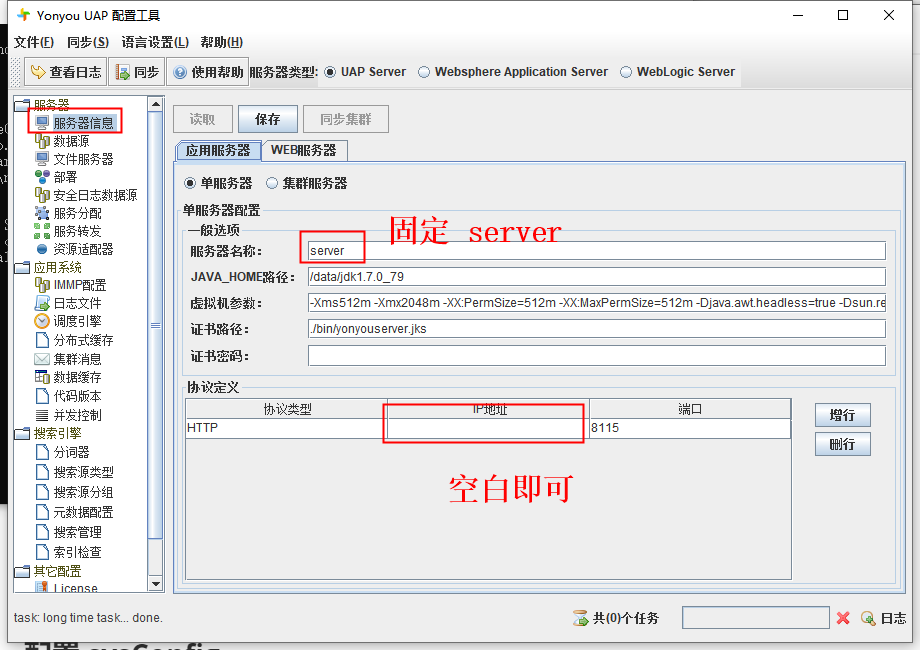 Yonyou UAP 配置工具
文件(F) 同步(S) 语言设置(L) 帮助(H)
查看日志 同步 使用帮助 服务器类型: UAP Server Websphere Application Server WebLogic Server
服务器
服务器信息
数据源
文件服务器
部署
安全日志数据源
服务分配
服务转发
资源适配器
应用系统
IMMP配置
日志文件
调度引擎
分布式缓存
集群消息
数据缓存
代码版本
并发控制
搜索引擎
分词器
搜索源类型
搜索源分组
元数据配置
搜索管理
索引检查
其它配置
License
读取 保存 同步集群
应用服务器 WEB服务器
单服务器 集群服务器
单服务器配置
一般选项
固定 server
服务器名称: server
JAVA_HOME路径: /data/jdk1.7.0_79
虚拟机参数: -Xms512m -Xmx2048m -XX:PermSize=512m -XX:MaxPermSize=512m -Djava.awt.headless=true -Dsun.re
证书路径: ./bin/yonyouserver.jks
证书密码:
协议定义
协议类型 IP地址 端口
HTTP 8115
增行
删行
空白即可
task: long time task... done.
共(0)个任务 日志
配置 sysConfig